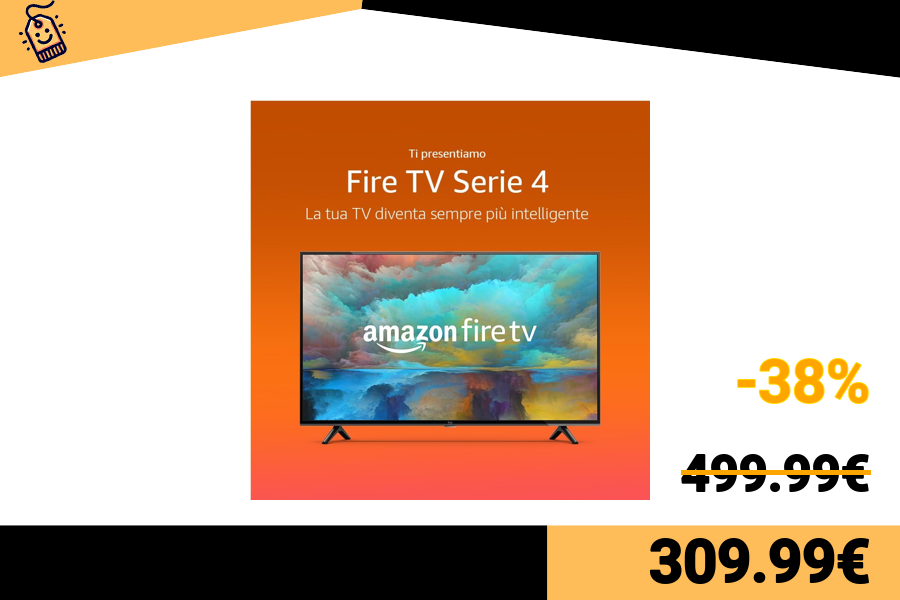 Ti presentiamo
Fire TV Serie 4
La tua TV diventa sempre più intelligente
amazon fire tv
-38%
499.99€
309.99€